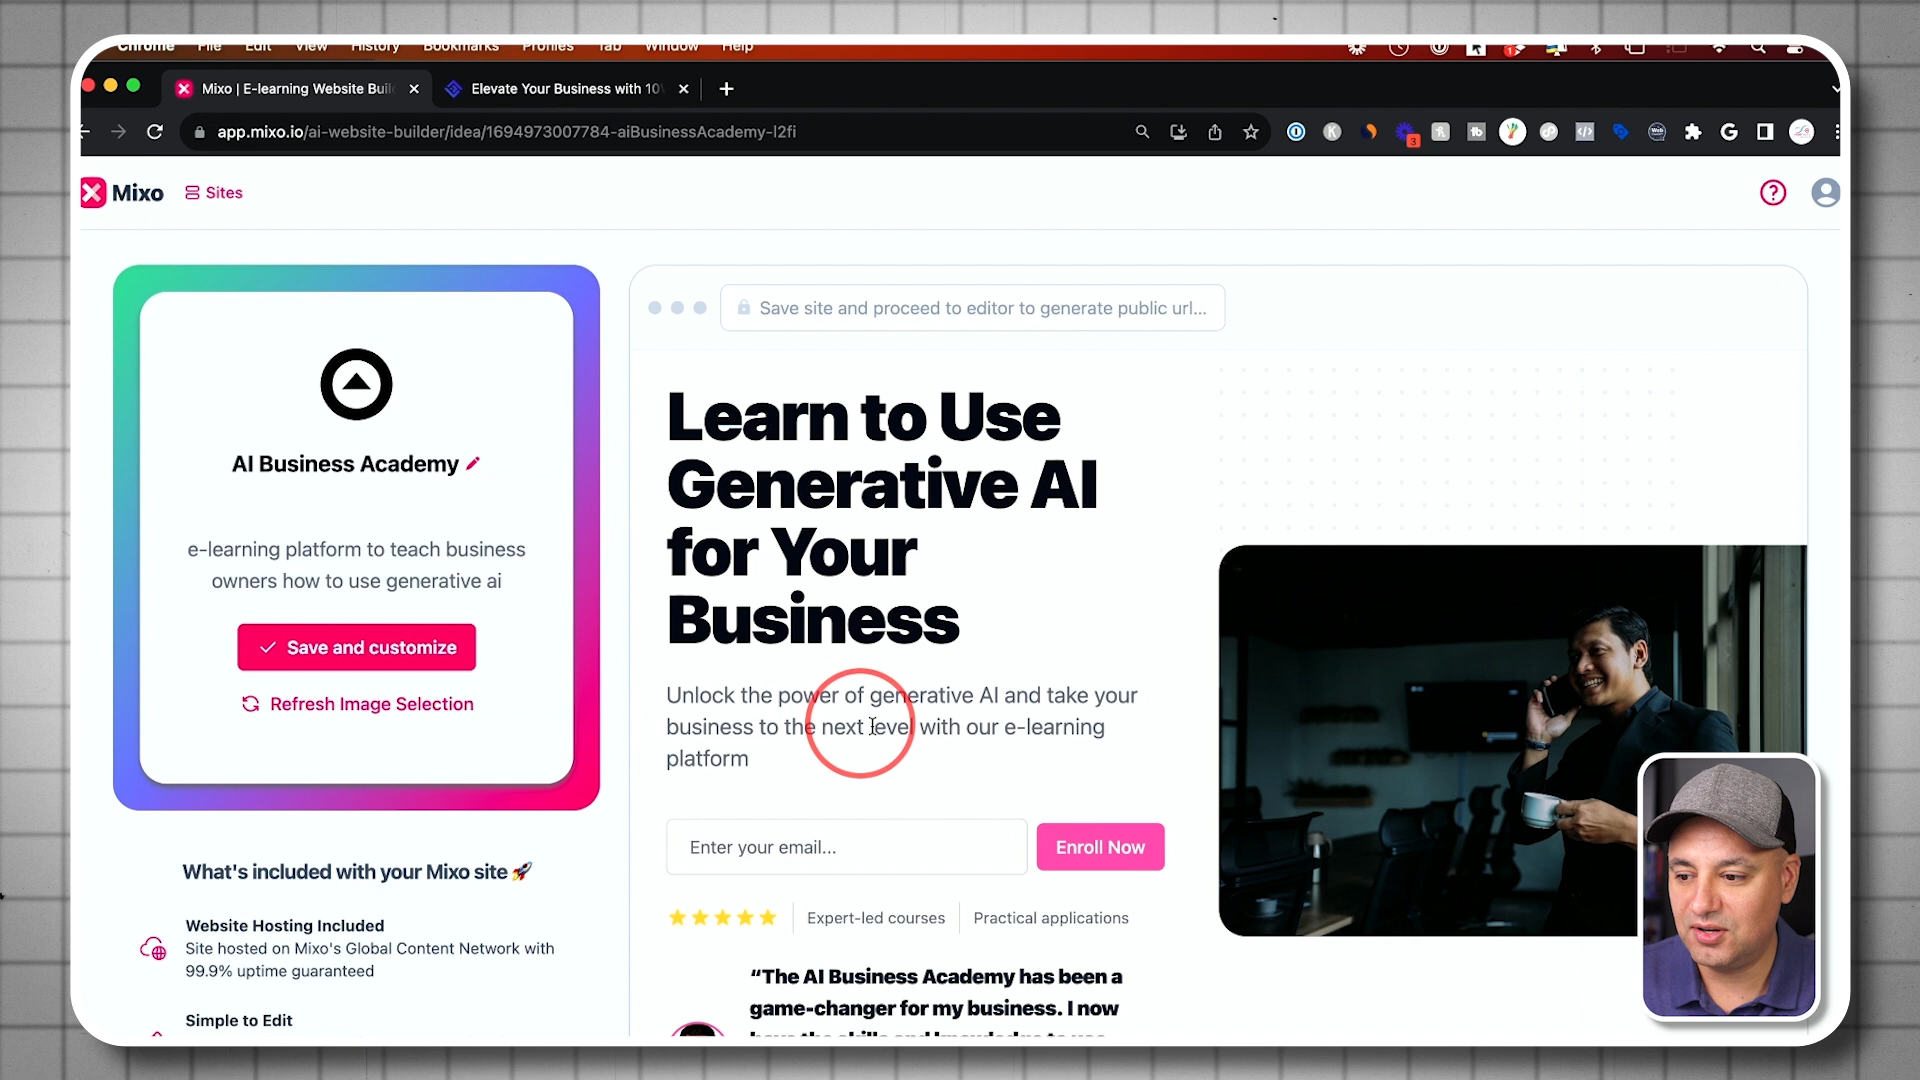 Chrome File Edit View History Bookmarks Profiles Tab Window Help
Mixo | E-learning Website Buil
Elevate Your Business with 10
app.mixo.io/ai-website-builder/idea/1694973007784-aiBusinessAcademy-l2fi
3
Mixo
Sites
AI Business Academy
e-learning platform to teach business
owners how to use generative ai
Save and customize
Refresh Image Selection
What's included with your Mixo site
Website Hosting Included
Site hosted on Mixo's Global Content Network with
99.9% uptime guaranteed
Simple to Edit
Save site and proceed to editor to generate public url...
Learn to Use
Generative AI
for Your
Business
Unlock the power of generative AI and take your
business to the next level with our e-learning
platform
Enter your email...
Enroll Now
Expert-led courses
Practical applications
“The AI Business Academy has been a
game-changer for my business. I now